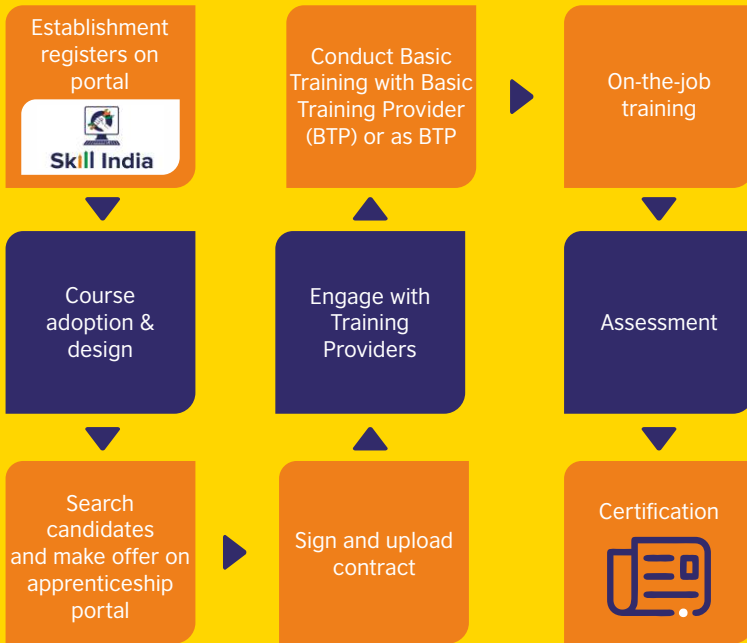 Establishment
registers on
portal
Skill India
Course
adoption &
design
Search
candidates
and make offer on
apprenticeship
portal
Sign and upload
contract
Engage with
Training
Providers
Conduct Basic
Training with Basic
Training Provider
(BTP) or as BTP
On-the-job
training
Assessment
Certification